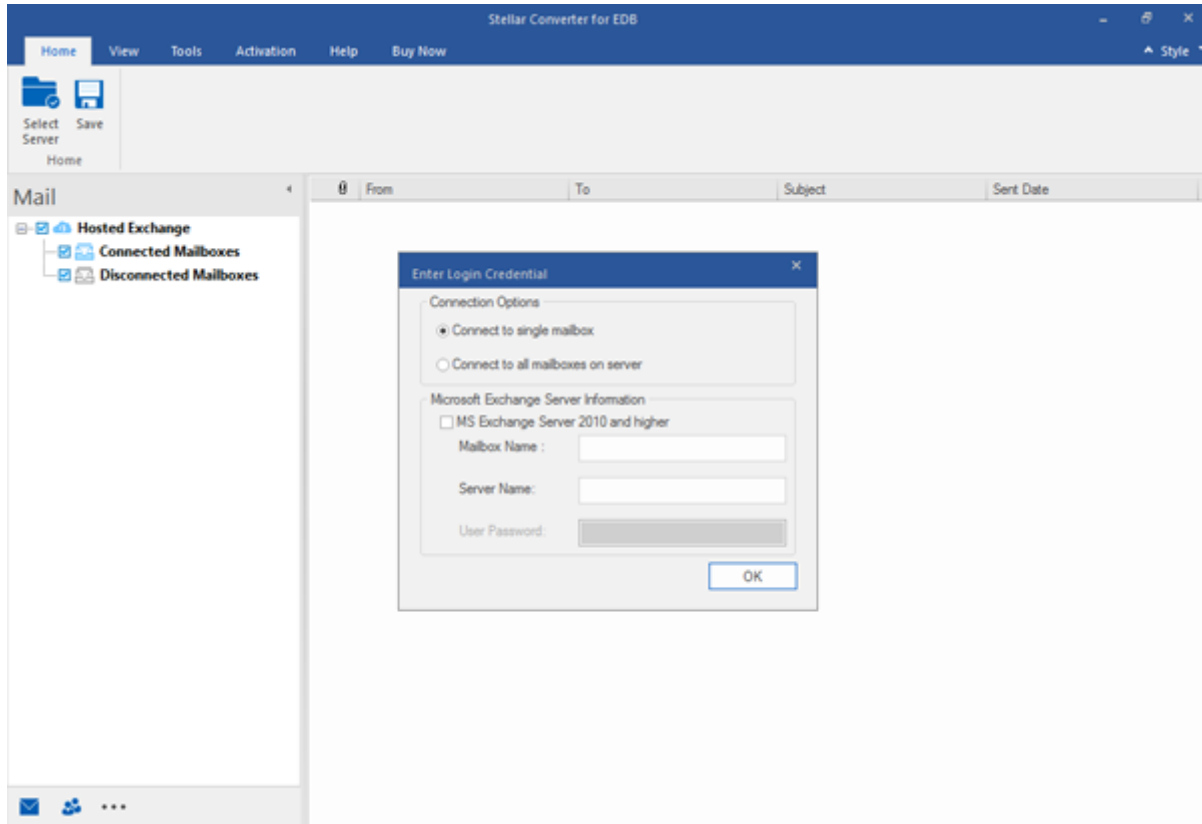 Stellar Converter for EDB
Home View Tools Activation Help Buy Now Style
Select Server Save
Home
Mail
From To Subject Sent Date
Hosted Exchange
Connected Mailboxes
Disconnected Mailboxes
Enter Login Credential
Connection Options
Connect to single mailbox
Connect to all mailboxes on server
Microsoft Exchange Server Information
MS Exchange Server 2010 and higher
Mailbox Name :
Server Name:
User Password:
OK